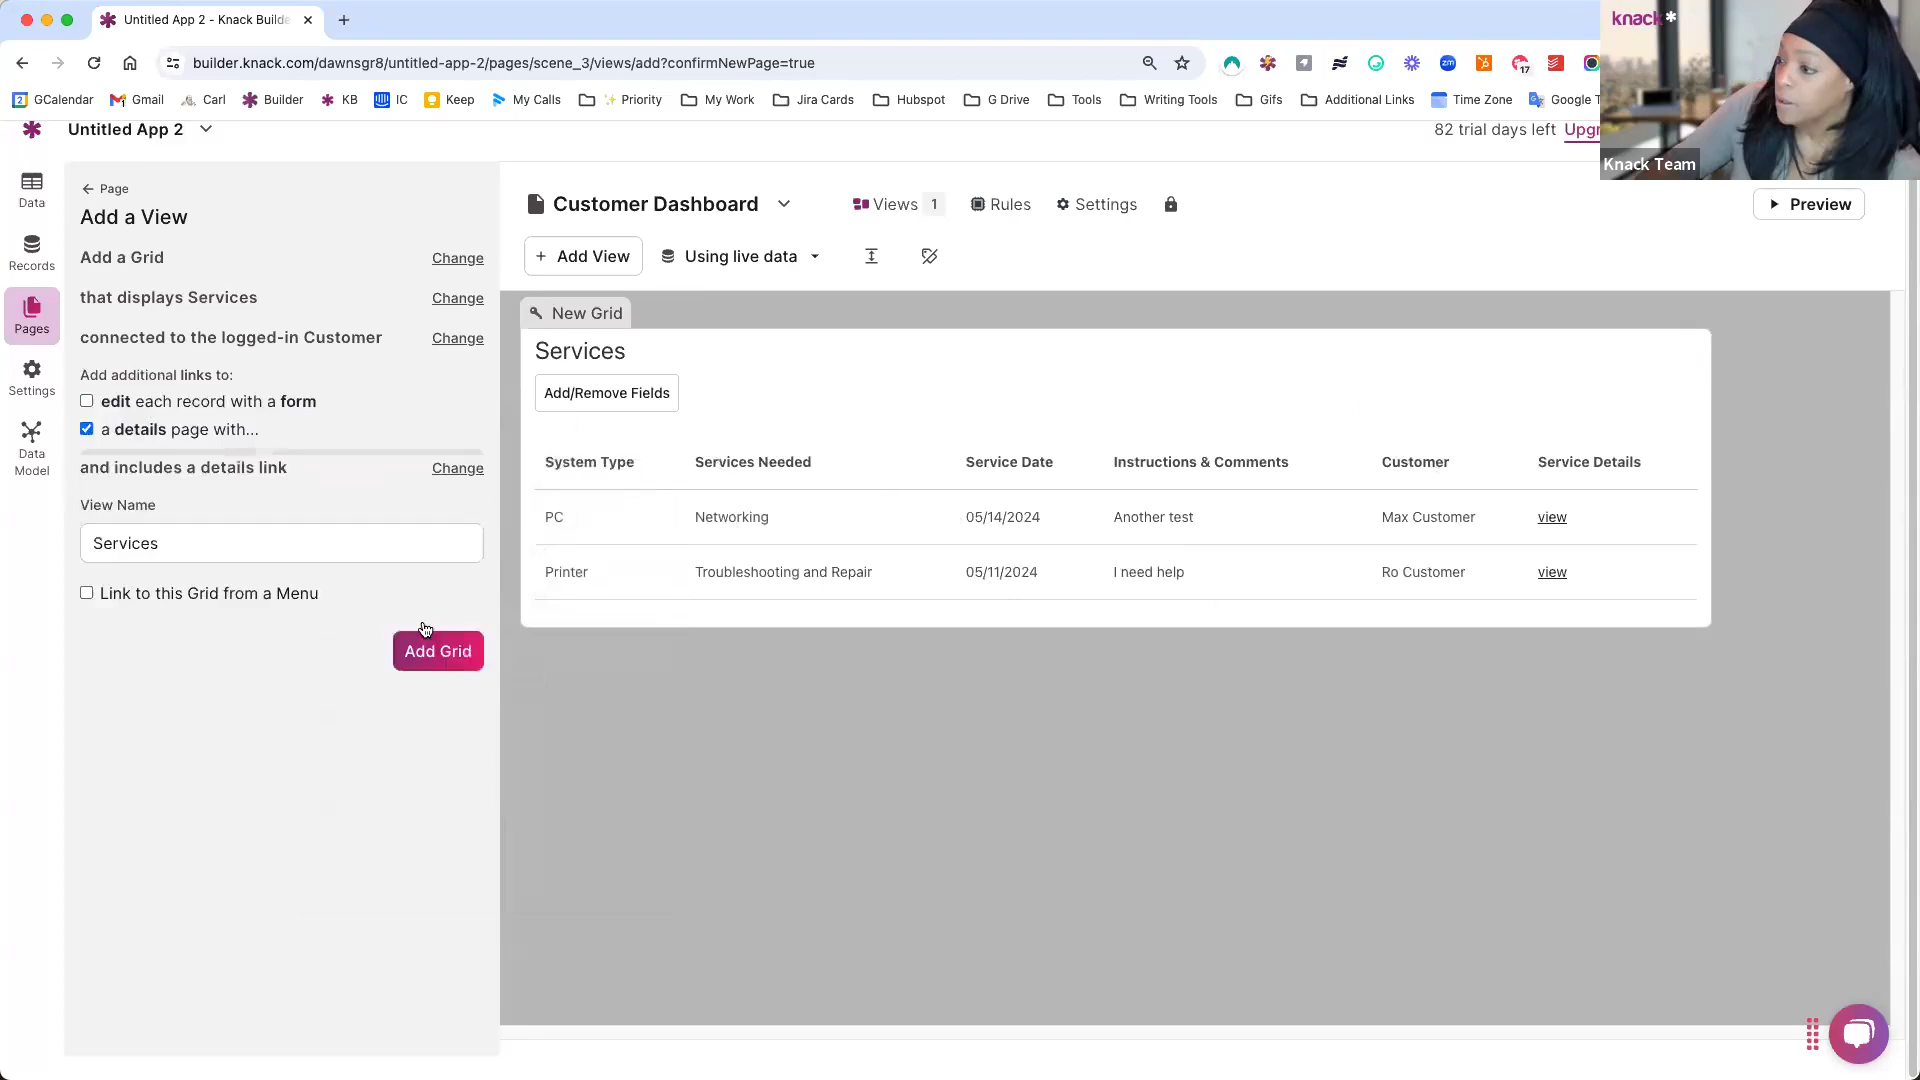 Untitled App 2 - Knack Builde
builder.knack.com/dawnsgr8/untitled-app-2/pages/scene_3/views/add?confirmNewPage=true
17
GCalendar
Gmail
Carl
Builder
KB
IC
Keep
My Calls
Priority
My Work
Jira Cards
Hubspot
G Drive
Tools
Writing Tools
Gifs
Additional Links
Time Zone
Google T
knack*
Knack Team
Untitled App 2
82 trial days left
Upgr
Data
Records
Pages
Settings
Data
Model
Page
Add a View
Add a Grid
Change
that displays Services
Change
connected to the logged-in Customer
Change
Add additional links to:
edit each record with a form
a details page with...
and includes a details link
Change
View Name
Services
Link to this Grid from a Menu
Add Grid
Customer Dashboard
Views 1
Rules
Settings
Preview
+ Add View
Using live data
New Grid
Services
Add/Remove Fields
System Type Services Needed Service Date Instructions & Comments Customer Service Details
PC Networking 05/14/2024 Another test Max Customer view
Printer Troubleshooting and Repair 05/11/2024 I need help Ro Customer view